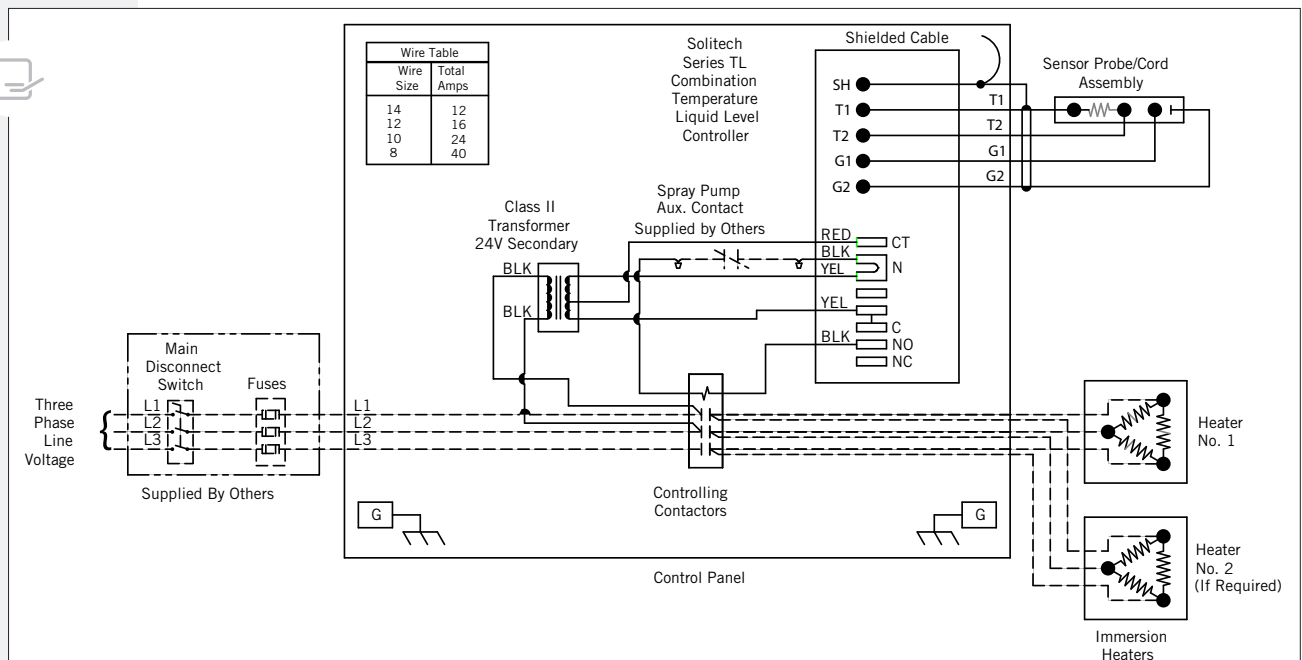 Wire Table
Wire Size
Total Amps
14 12
12 16
10 24
8 40
Solitech
Series TL
Combination
Temperature
Liquid Level
Controller
Shielded Cable
SH
T1
T2
G1
G2
T1
T2
G1
G2
Sensor Probe/Cord
Assembly
Class II
Transformer
24V Secondary
BLK
BLK
Spray Pump
Aux. Contact
Supplied by Others
RED
BLK
YEL
YEL
BLK
CT
N
C
NO
NC
Main
Disconnect
Switch
Fuses
Three
Phase
Line
Voltage
L1
L2
L3
L1
L2
L3
Supplied By Others
G
G
Controlling
Contactors
Control Panel
Heater
No. 1
Heater
No. 2
(If Required)
Immersion
Heaters